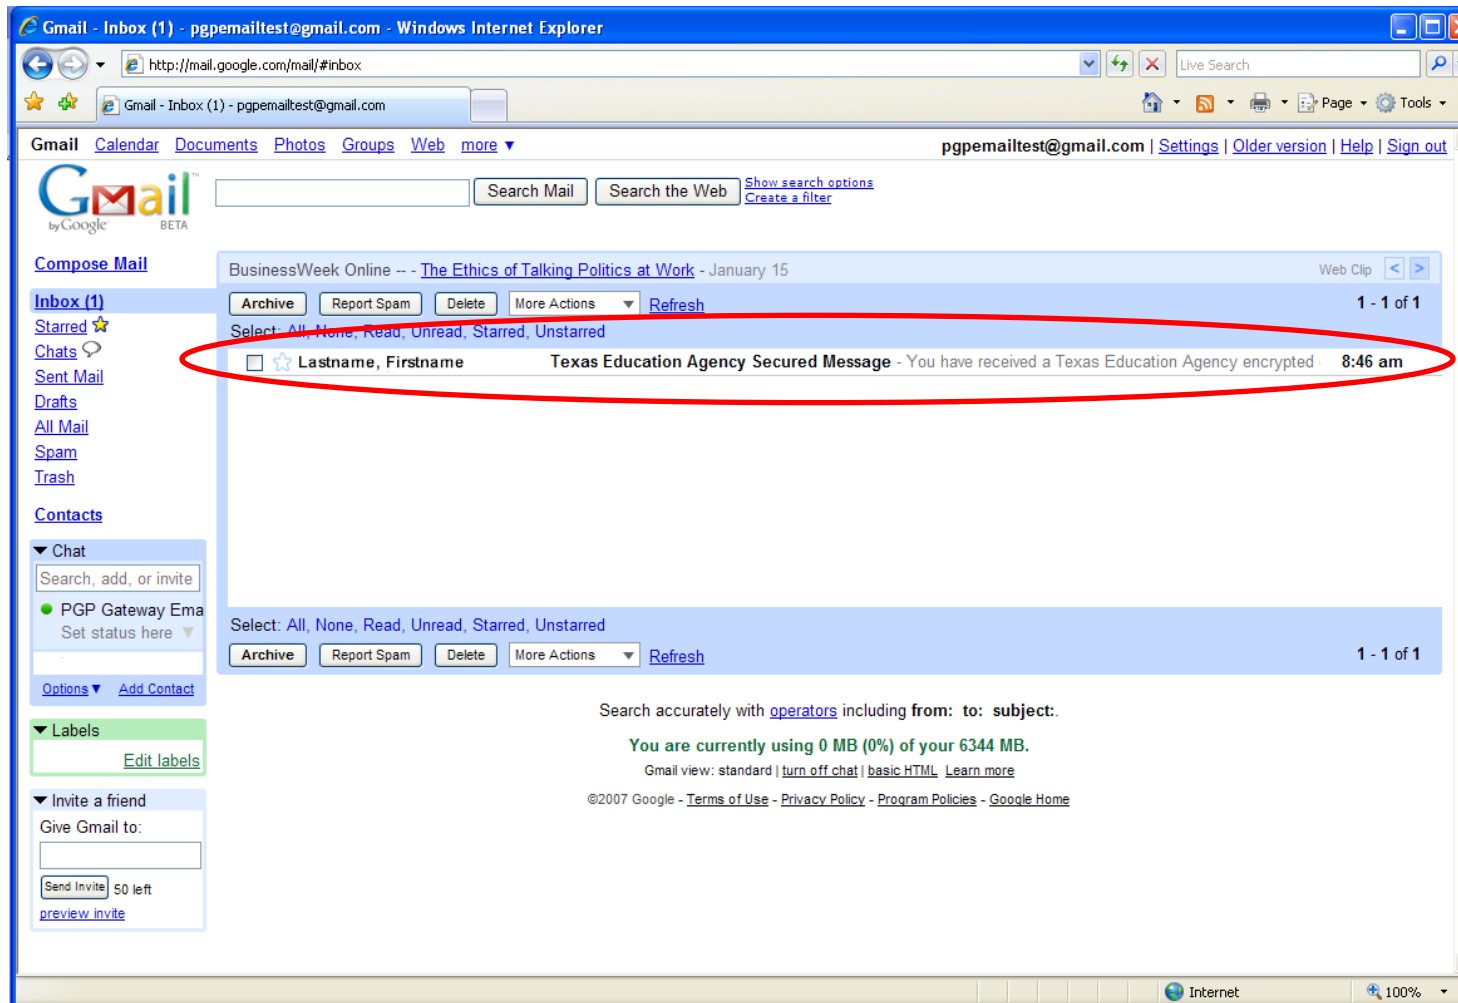 Gmail - Inbox (1) - pgpemailtest@gmail.com - Windows Internet Explorer
http://mail.google.com/mail/#inbox
Live Search
Gmail - Inbox (1) - pgpemailtest@gmail.com
Page
Tools
Gmail Calendar Documents Photos Groups Web more ▼
pgpemailtest@gmail.com | Settings | Older version | Help | Sign out
Gmail™
by Google BETA
Search Mail
Search the Web
Show search options
Create a filter
Compose Mail
BusinessWeek Online -- - The Ethics of Talking Politics at Work - January 15
Web Clip < >
Inbox (1)
Archive Report Spam Delete More Actions Refresh
1 - 1 of 1
Starred
Select: All, None, Read, Unread, Starred, Unstarred
Chats
Lastname, Firstname Texas Education Agency Secured Message - You have received a Texas Education Agency encrypted 8:46 am
Sent Mail
Drafts
All Mail
Spam
Trash
Contacts
▼ Chat
Search, add, or invite
PGP Gateway Ema
Set status here ▼
Options ▼ Add Contact
Select: All, None, Read, Unread, Starred, Unstarred
Archive Report Spam Delete More Actions Refresh
1 - 1 of 1
▼ Labels
Edit labels
▼ Invite a friend
Give Gmail to:
Send Invite 50 left
preview invite
Search accurately with operators including from: to: subject:.
You are currently using 0 MB (0%) of your 6344 MB.
Gmail view: standard | turn off chat | basic HTML Learn more
©2007 Google - Terms of Use - Privacy Policy - Program Policies - Google Home
Internet
100%